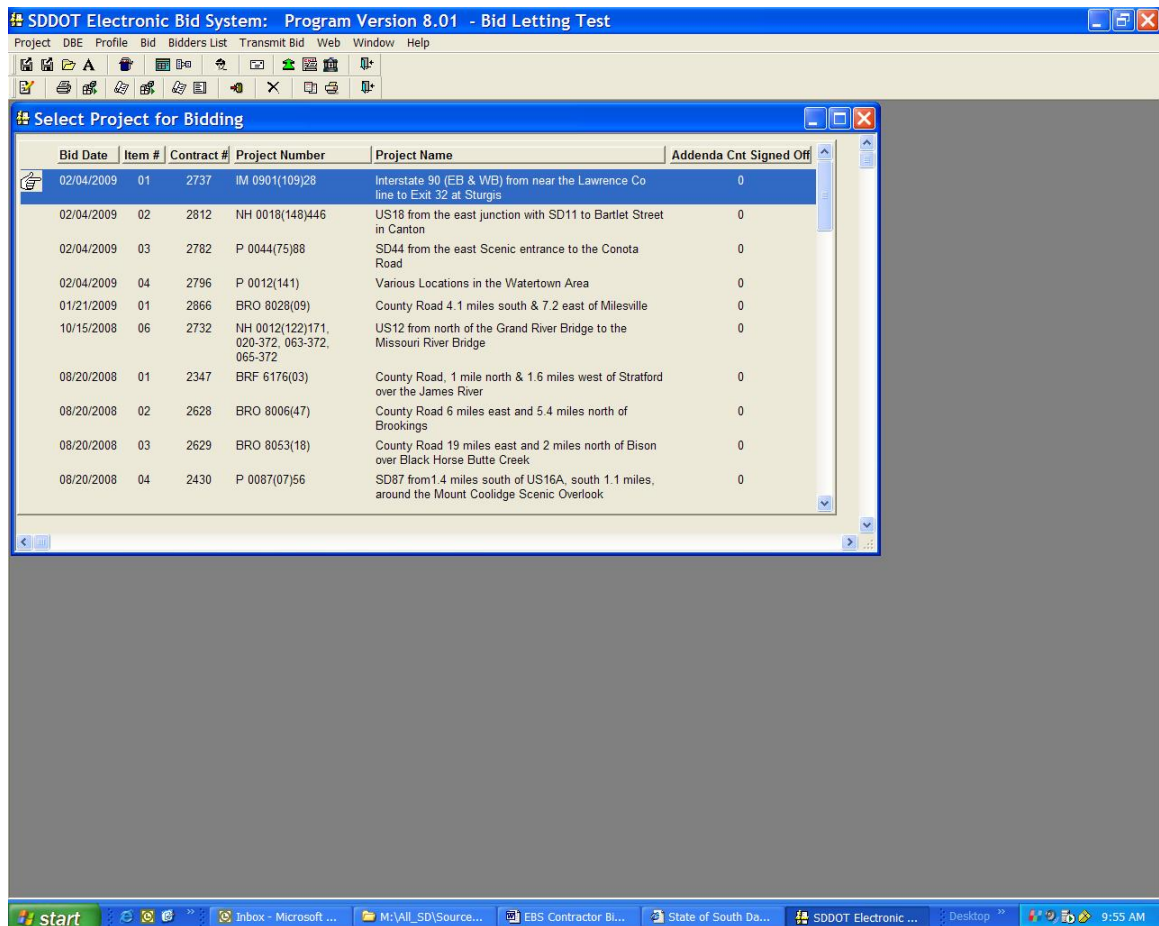 SDDOT Electronic Bid System: Program Version 8.01 - Bid Letting Test
Project DBE Profile Bid Bidders List Transmit Bid Web Window Help
A
Select Project for Bidding
Bid Date Item # Contract # Project Number Project Name Addenda Cnt Signed Off
02/04/2009 01 2737 IM 0901(109)28 Interstate 90 (EB & WB) from near the Lawrence Co 0
line to Exit 32 at Sturgis
02/04/2009 02 2812 NH 0018(148)446 US18 from the east junction with SD11 to Bartlet Street 0
in Canton
02/04/2009 03 2782 P 0044(75)88 SD44 from the east Scenic entrance to the Conota 0
Road
02/04/2009 04 2796 P 0012(141) Various Locations in the Watertown Area 0
01/21/2009 01 2866 BRO 8028(09) County Road 4.1 miles south & 7.2 east of Milesville 0
10/15/2008 06 2732 NH 0012(122)171, US12 from north of the Grand River Bridge to the 0
020-372, 063-372, Missouri River Bridge
065-372
08/20/2008 01 2347 BRF 6176(03) County Road, 1 mile north & 1.6 miles west of Stratford 0
over the James River
08/20/2008 02 2628 BRO 8006(47) County Road 6 miles east and 5.4 miles north of 0
Brookings
08/20/2008 03 2629 BRO 8053(18) County Road 19 miles east and 2 miles north of Bison 0
over Black Horse Butte Creek
08/20/2008 04 2430 P 0087(07)56 SD87 from1.4 miles south of US16A, south 1.1 miles, 0
around the Mount Coolidge Scenic Overlook
start Inbox - Microsoft ... M:\All_SD\Source... EBS Contractor Bi... State of South Da... SDDOT Electronic ... Desktop 9:55 AM